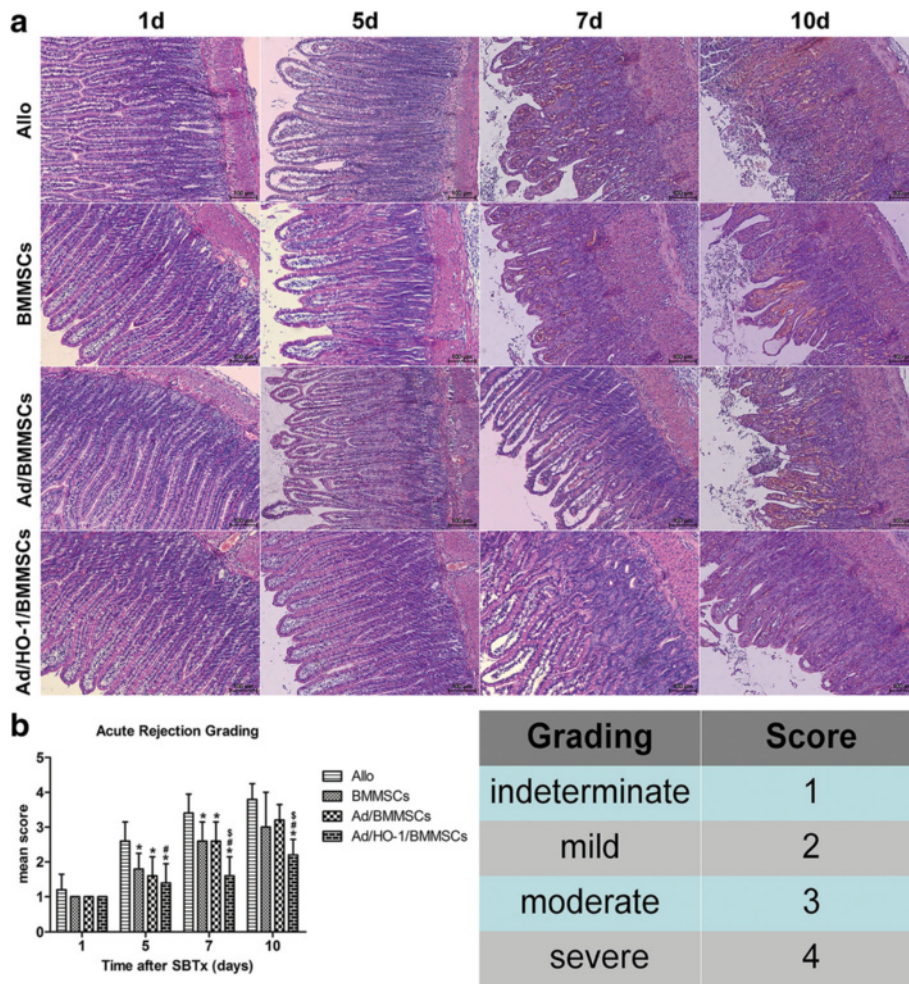 a
1d 5d 7d 10d
Allo
BMMSCs
Ad/BMMSCs
Ad/HO-1/BMMSCs
b
Acute Rejection Grading
mean score
5
4
3
2
1
0
* * # *
* * $ # *
$ # *
1 5 7 10
Time after SBTx (days)
Allo
BMMSCs
Ad/BMMSCs
Ad/HO-1/BMMSCs
Grading Score
indeterminate 1
mild 2
moderate 3
severe 4